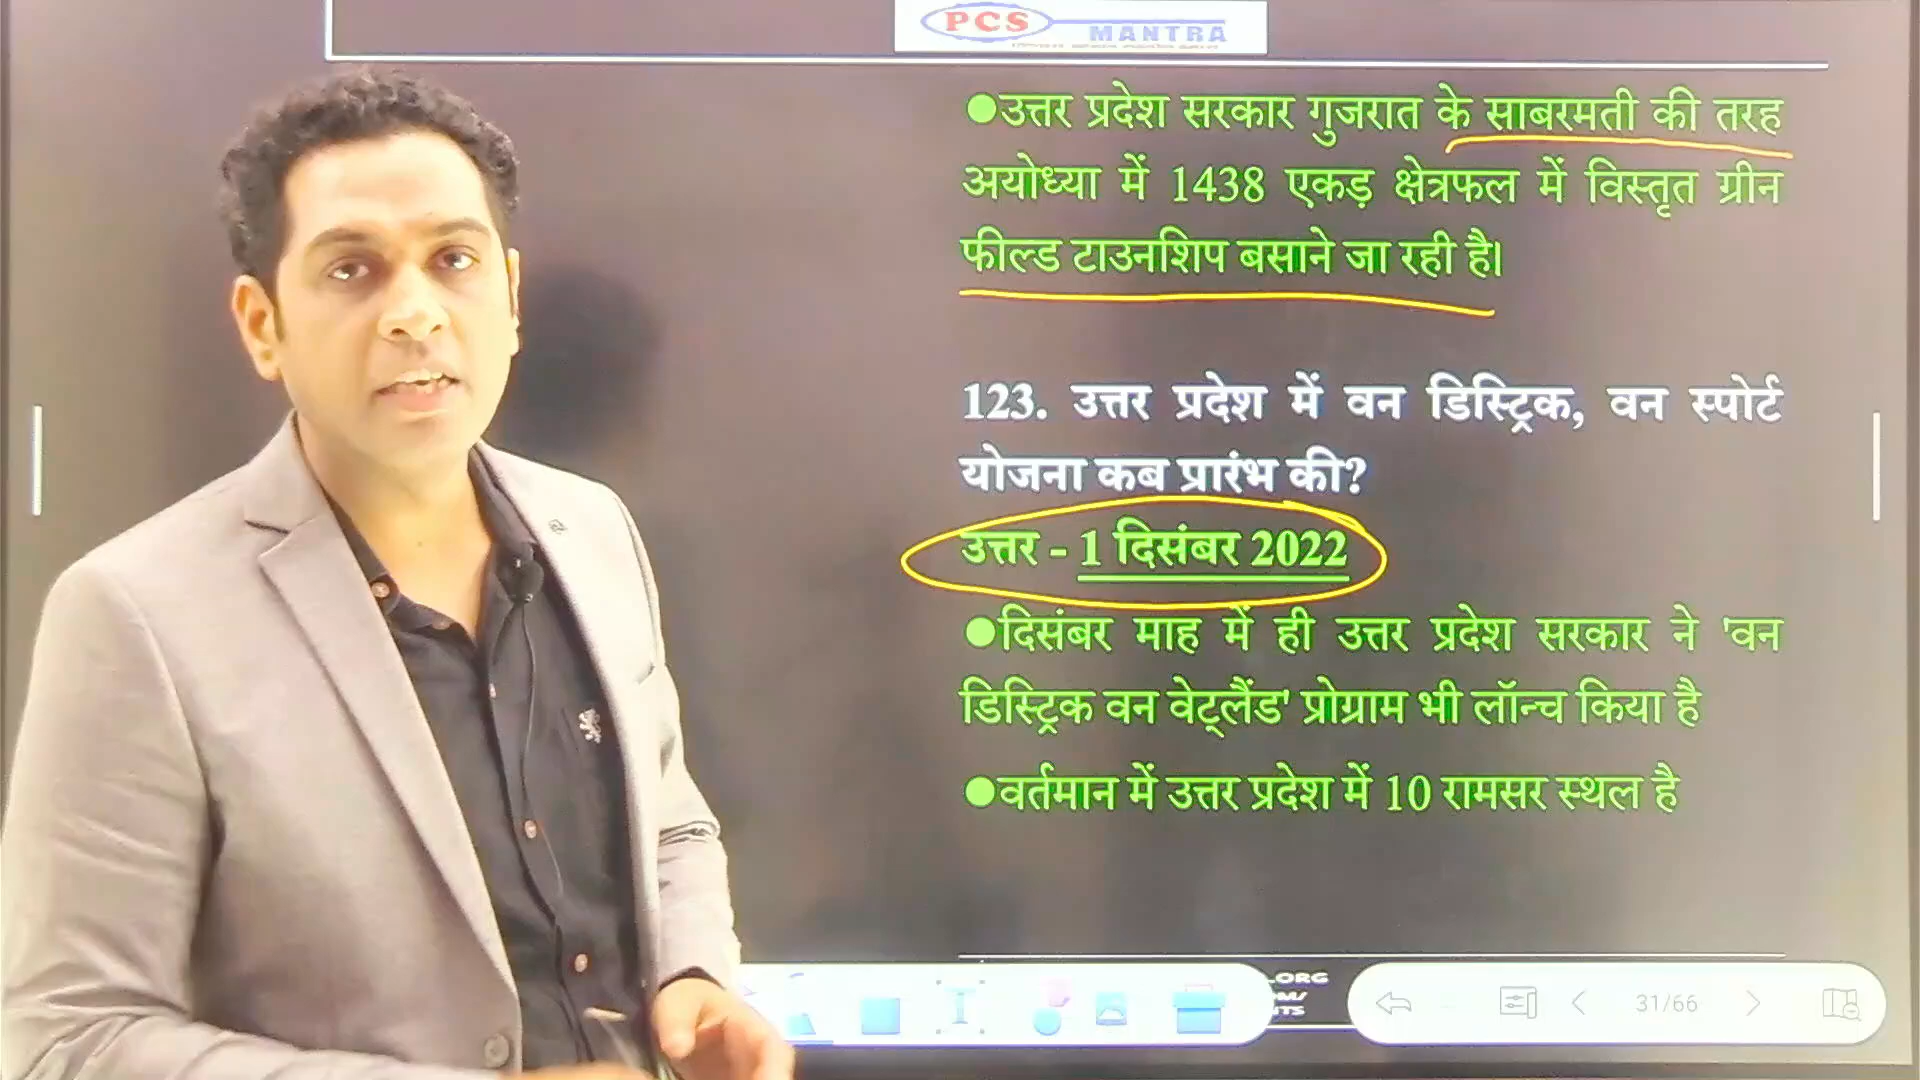 PCS
MANTRA
●उत्तर प्रदेश सरकार गुजरात के साबरमती की तरह
अयोध्या में 1438 एकड़ क्षेत्रफल में विस्तृत ग्रीन
फील्ड टाउनशिप बसाने जा रही है।
123. उत्तर प्रदेश में वन डिस्ट्रिक, वन स्पोर्ट
योजना कब प्रारंभ की?
उत्तर - 1 दिसंबर 2022
●दिसंबर माह में ही उत्तर प्रदेश सरकार ने 'वन
डिस्ट्रिक वन वेट्लैंड' प्रोग्राम भी लॉन्च किया है
●वर्तमान में उत्तर प्रदेश में 10 रामसर स्थल है
.ORG
31/66